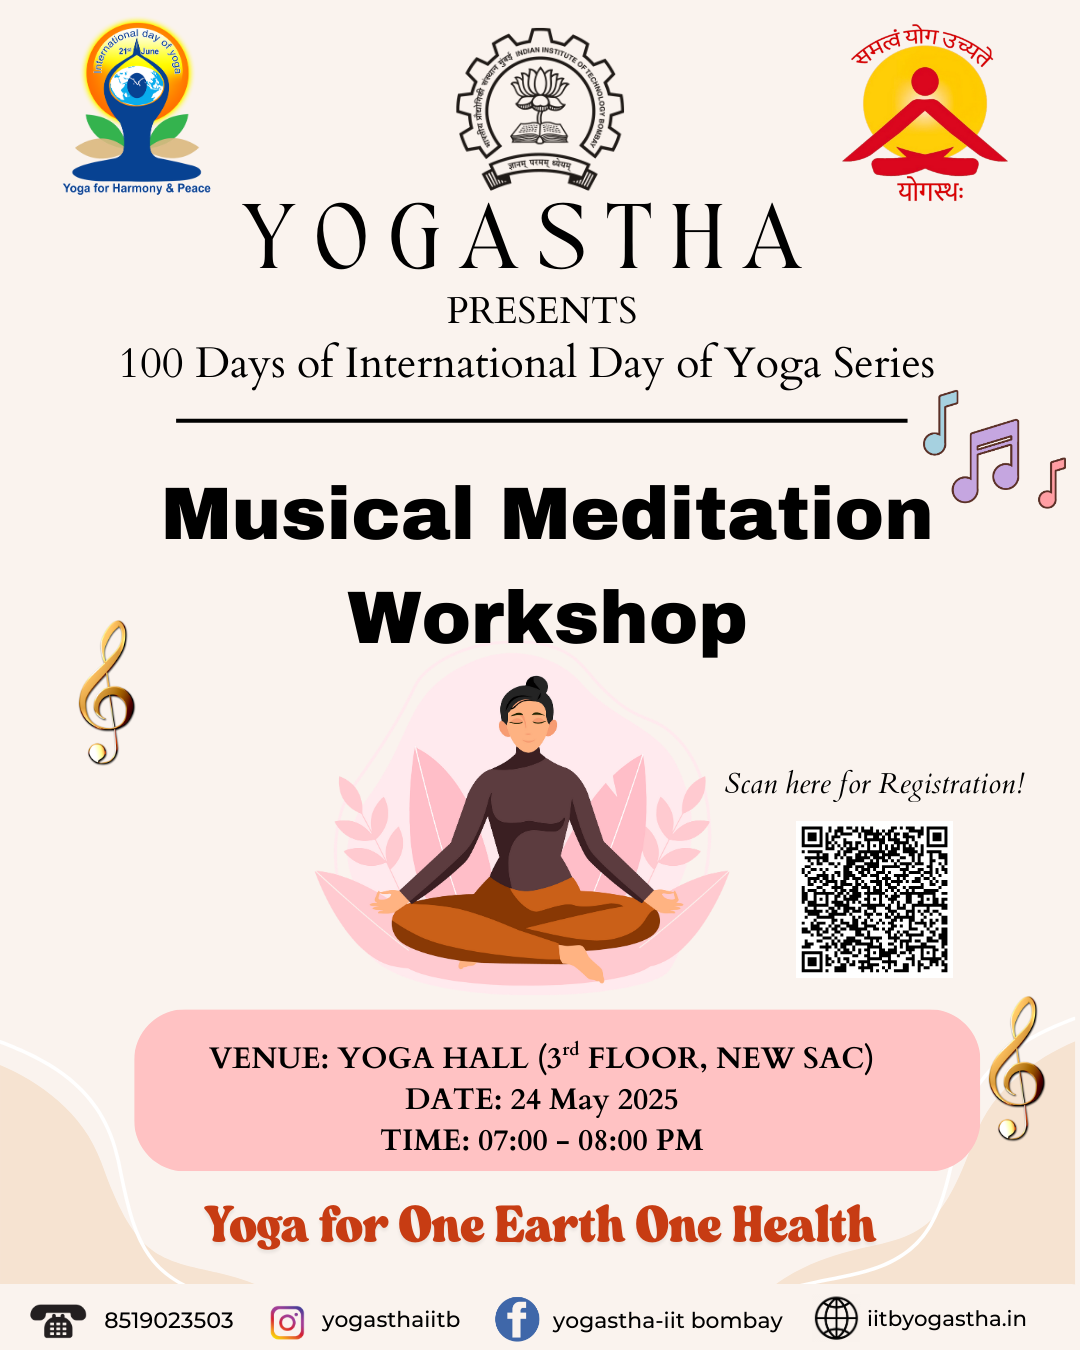 International day of yoga
21st June
Yoga for Harmony & Peace
भारतीय प्रौद्योगिकी संस्थान मुंबई
INDIAN INSTITUTE OF TECHNOLOGY BOMBAY
ज्ञानम् परमम् ध्येयम्
समत्वं योग उच्यते
योगस्थः
YOGASTHA
PRESENTS
100 Days of International Day of Yoga Series
Musical Meditation
Workshop
Scan here for Registration!
VENUE: YOGA HALL (3rd FLOOR, NEW SAC)
DATE: 24 May 2025
TIME: 07:00 - 08:00 PM
Yoga for One Earth One Health
8519023503
yogasthaiitb
yogastha-iit bombay
iitbyogastha.in